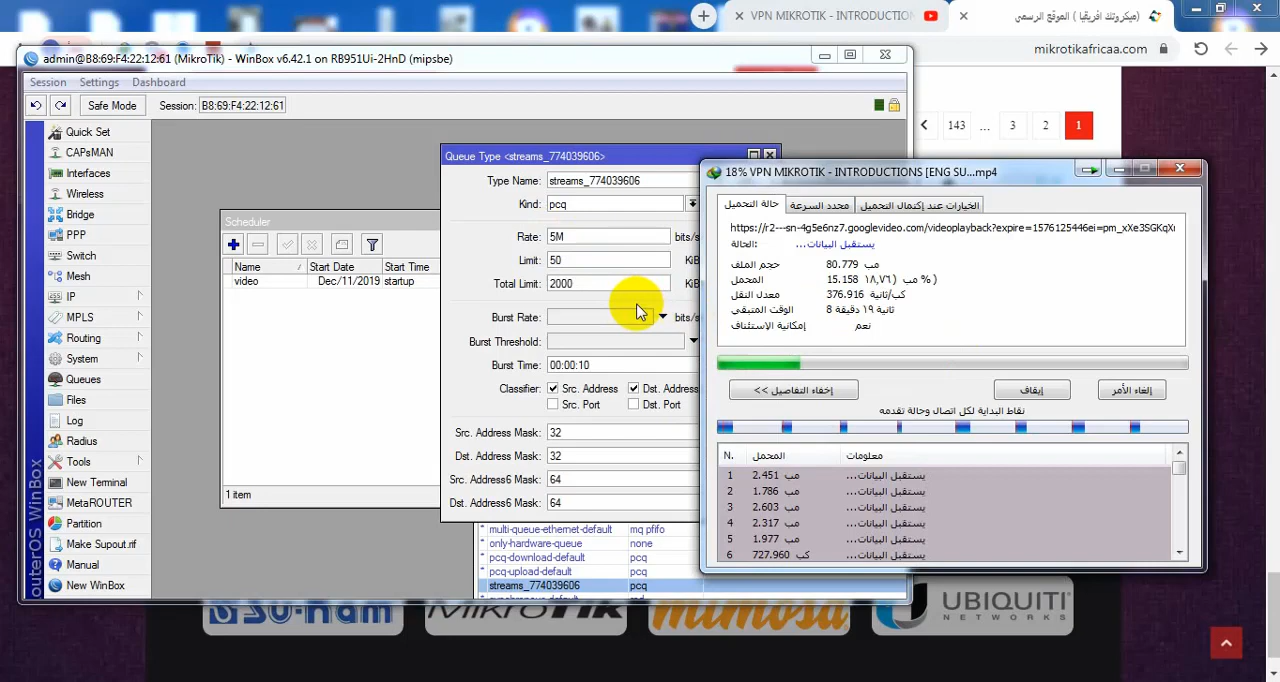 VPN MIKROTIK - INTRODUCTION
(ميكروتك افريقيا ) الموقع الرسمي
mikrotikafricaa.com
admin@B8:69:F4:22:12:61 (MikroTik) - WinBox v6.42.1 on RB951Ui-2HnD (mipsbe)
Session Settings Dashboard
Safe Mode Session: B8:69:F4:22:12:61
143 ... 3 2 1
Quick Set
CAPsMAN
Interfaces
Wireless
Bridge
PPP
Switch
Mesh
IP
MPLS
Routing
System
Queues
Files
Log
Radius
Tools
New Terminal
MetaROUTER
Partition
Make Supout.rif
Manual
New WinBox
outerOS WinBox
Scheduler
Name / Start Date Start Time
video Dec/11/2019 startup
1 item
Queue Type <streams_774039606>
Type Name: streams_774039606
Kind: pcq
Rate: 5M bits/s
Limit: 50 KiB
Total Limit: 2000 KiB
Burst Rate: bits/s
Burst Threshold:
Burst Time: 00:00:10
Classifier: Src. Address Dst. Address
Src. Port Dst. Port
Src. Address Mask: 32
Dst. Address Mask: 32
Src. Address6 Mask: 64
Dst. Address6 Mask: 64
* multi-queue-ethernet-default mq pfifo
* only-hardware-queue none
* pcq-download-default pcq
* pcq-upload-default pcq
streams_774039606 pcq
18% VPN MIKROTIK - INTRODUCTIONS [ENG SU...mp4
حالة التحميل محدد السرعة الخيارات عند إكتمال التحميل
https://r2---sn-4g5e6nz7.googlevideo.com/videoplayback?expire=1576125446ei=pm_xXe3SGKqX
الحالة: يستقبل البيانات...
حجم الملف 80.779 مب
المحمل 15.158 مب (١٨,٧٦ %)
معدل النقل 376.916 كب/ثانية
الوقت المتبقي 8 دقيقة ١٩ ثانية
إمكانية الإستئناف نعم
إخفاء التفاصيل >> إيقاف إلغاء الأمر
نقاط البداية لكل اتصال وحالة تقدمه
N. المحمل معلومات
1 2.451 مب يستقبل البيانات...
2 1.786 مب يستقبل البيانات...
3 2.603 مب يستقبل البيانات...
4 2.317 مب يستقبل البيانات...
5 1.977 مب يستقبل البيانات...
6 727.960 كب يستقبل البيانات...
MikroTik
mimosa
UBIQUITI
NETWORKS